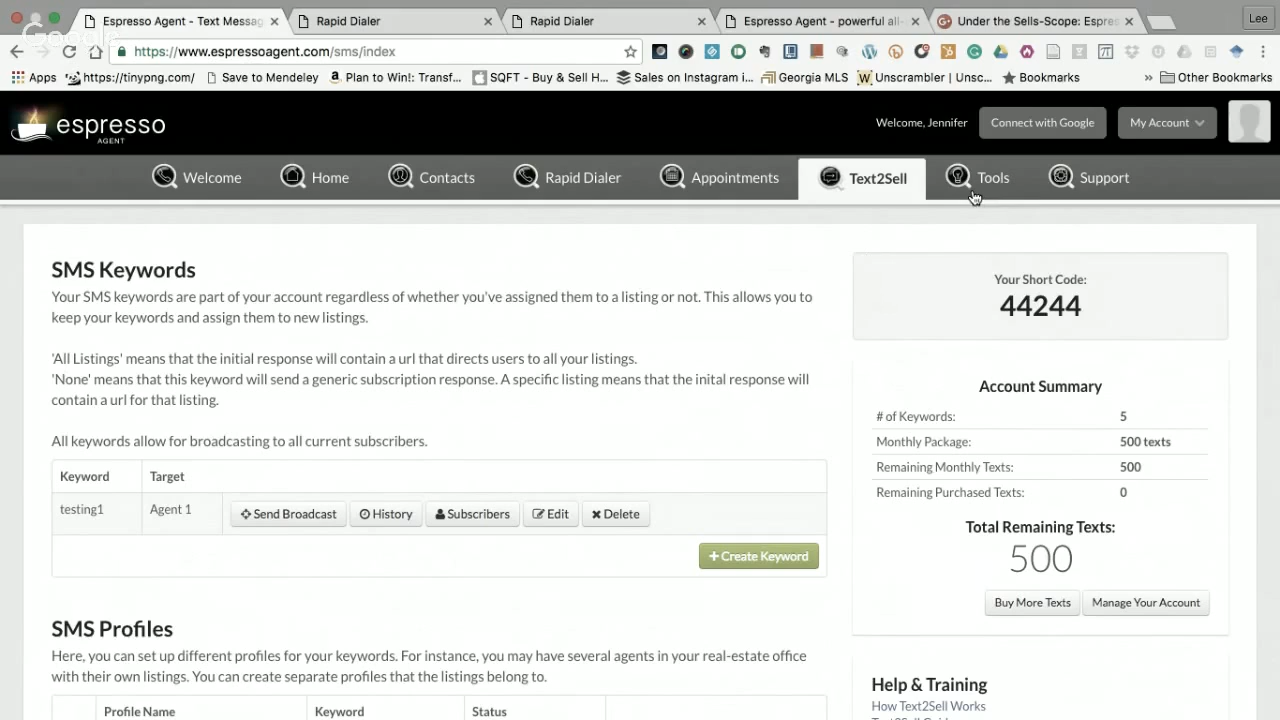 Espresso Agent - Text Messag
Rapid Dialer
Rapid Dialer
Espresso Agent - powerful all-
Under the Sells-Scope: Espres
Lee
Google
https://www.espressoagent.com/sms/index
Apps
https://tinypng.com/
Save to Mendeley
Plan to Win!: Transf...
SQFT - Buy & Sell H...
Sales on Instagram i...
Georgia MLS
Unscrambler | Unsc...
Bookmarks
»
Other Bookmarks
espresso
AGENT
Welcome, Jennifer
Connect with Google
My Account
Welcome
Home
Contacts
Rapid Dialer
Appointments
Text2Sell
Tools
Support
SMS Keywords
Your SMS keywords are part of your account regardless of whether you've assigned them to a listing or not. This allows you to
keep your keywords and assign them to new listings.
'All Listings' means that the initial response will contain a url that directs users to all your listings.
'None' means that this keyword will send a generic subscription response. A specific listing means that the inital response will
contain a url for that listing.
All keywords allow for broadcasting to all current subscribers.
Keyword Target
testing1 Agent 1 Send Broadcast History Subscribers Edit Delete
+ Create Keyword
SMS Profiles
Here, you can set up different profiles for your keywords. For instance, you may have several agents in your real-estate office
with their own listings. You can create separate profiles that the listings belong to.
Profile Name Keyword Status
Your Short Code:
44244
Account Summary
# of Keywords: 5
Monthly Package: 500 texts
Remaining Monthly Texts: 500
Remaining Purchased Texts: 0
Total Remaining Texts:
500
Buy More Texts Manage Your Account
Help & Training
How Text2Sell Works